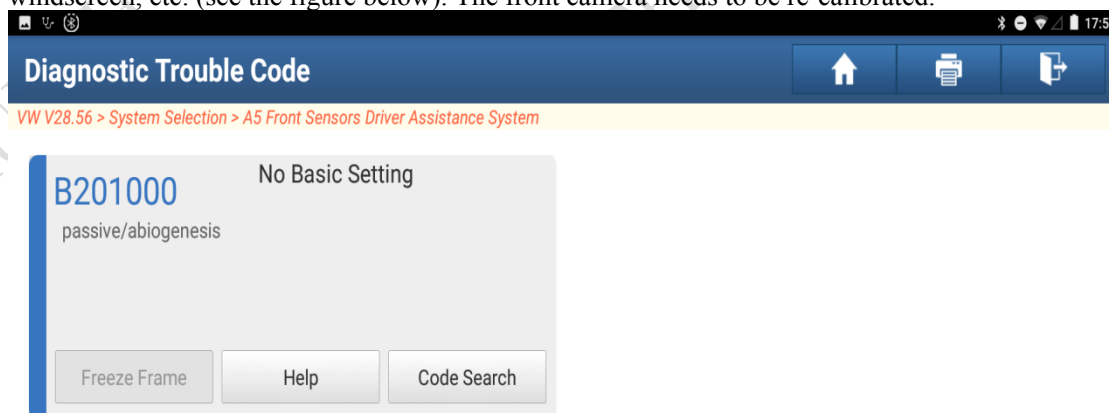 windscreen, etc. (see the figure below). The front camera needs to be re-calibrated.
17:5
Diagnostic Trouble Code
VW V28.56 > System Selection > A5 Front Sensors Driver Assistance System
B201000
No Basic Setting
passive/abiogenesis
Freeze Frame
Help
Code Search